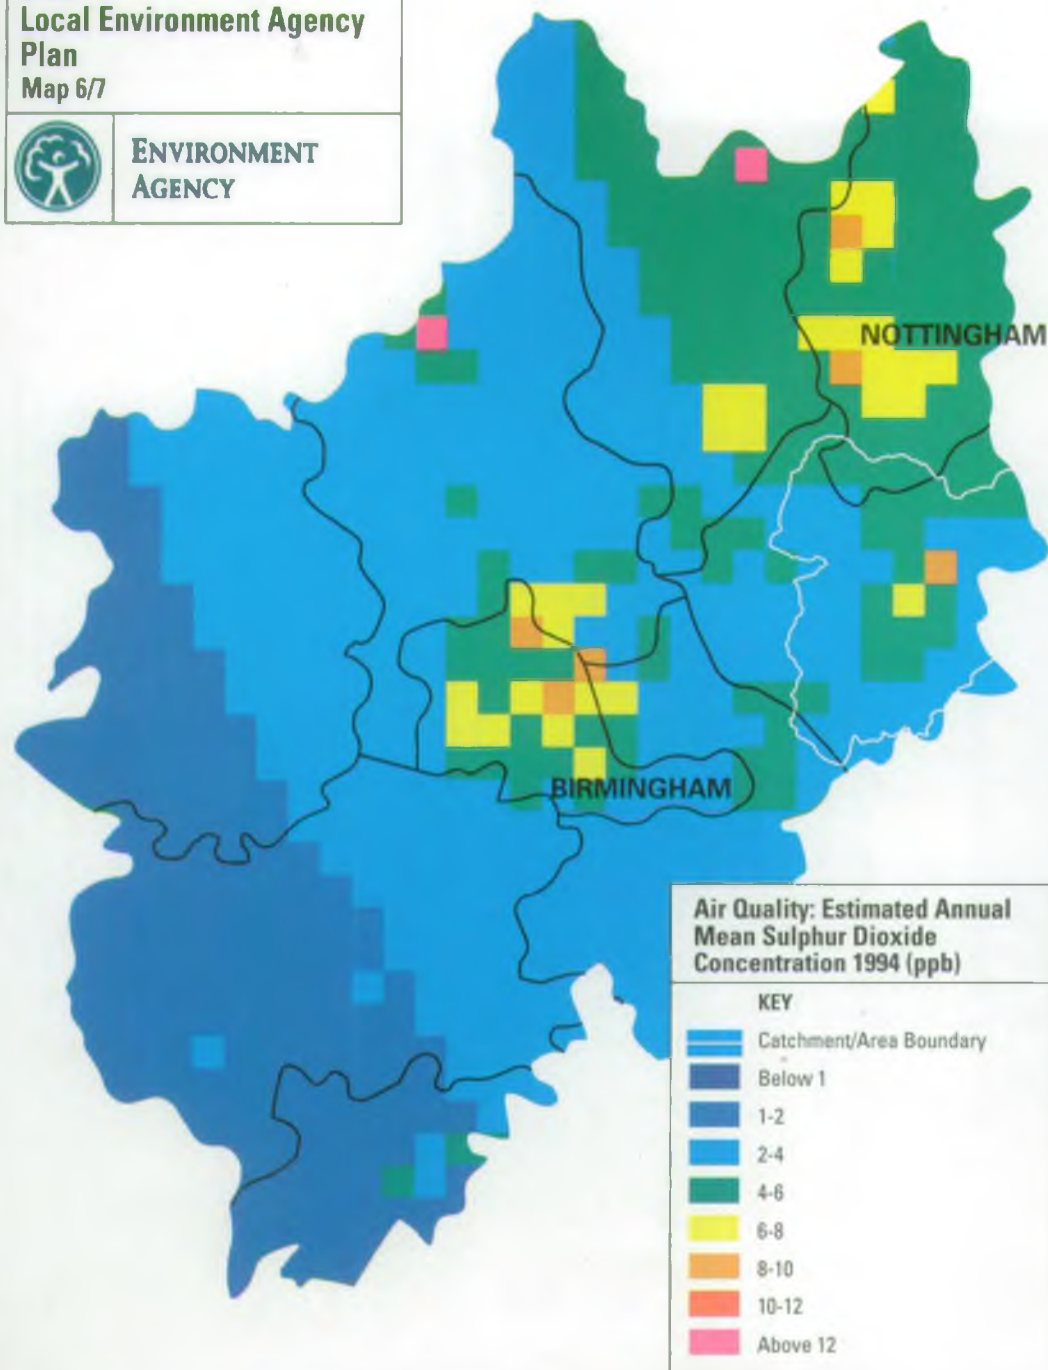 Local Environment Agency
Plan
Map 6/7
ENVIRONMENT
AGENCY
NOTTINGHAM
BIRMINGHAM
Air Quality: Estimated Annual
Mean Sulphur Dioxide
Concentration 1994 (ppb)
KEY
Catchment/Area Boundary
Below 1
1-2
2-4
4-6
6-8
8-10
10-12
Above 12